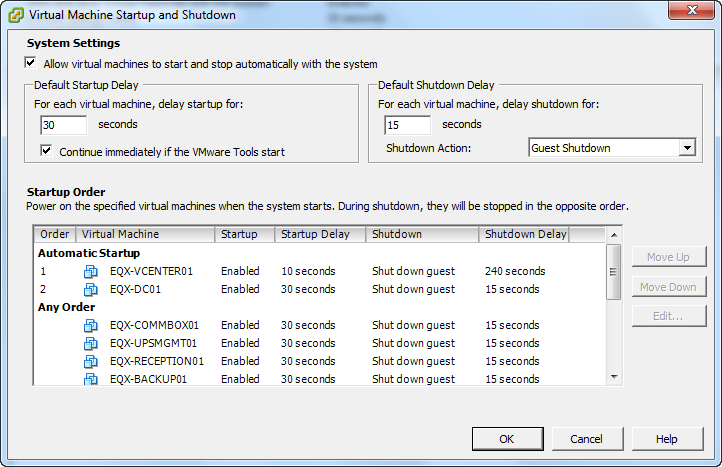 Virtual Machine Startup and Shutdown
System Settings
Allow virtual machines to start and stop automatically with the system
Default Startup Delay
For each virtual machine, delay startup for:
30 seconds
Continue immediately if the VMware Tools start
Default Shutdown Delay
For each virtual machine, delay shutdown for:
15 seconds
Shutdown Action: Guest Shutdown
Startup Order
Power on the specified virtual machines when the system starts. During shutdown, they will be stopped in the opposite order.
Order Virtual Machine Startup Startup Delay Shutdown Shutdown Delay
Automatic Startup
1 EQX-VCENTER01 Enabled 10 seconds Shut down guest 240 seconds
2 EQX-DC01 Enabled 30 seconds Shut down guest 15 seconds
Any Order
EQX-COMMBOX01 Enabled 30 seconds Shut down guest 15 seconds
EQX-UPSMGMT01 Enabled 30 seconds Shut down guest 15 seconds
EQX-RECEPTION01 Enabled 30 seconds Shut down guest 15 seconds
EQX-BACKUP01 Enabled 30 seconds Shut down guest 15 seconds
Move Up
Move Down
Edit...
OK Cancel Help